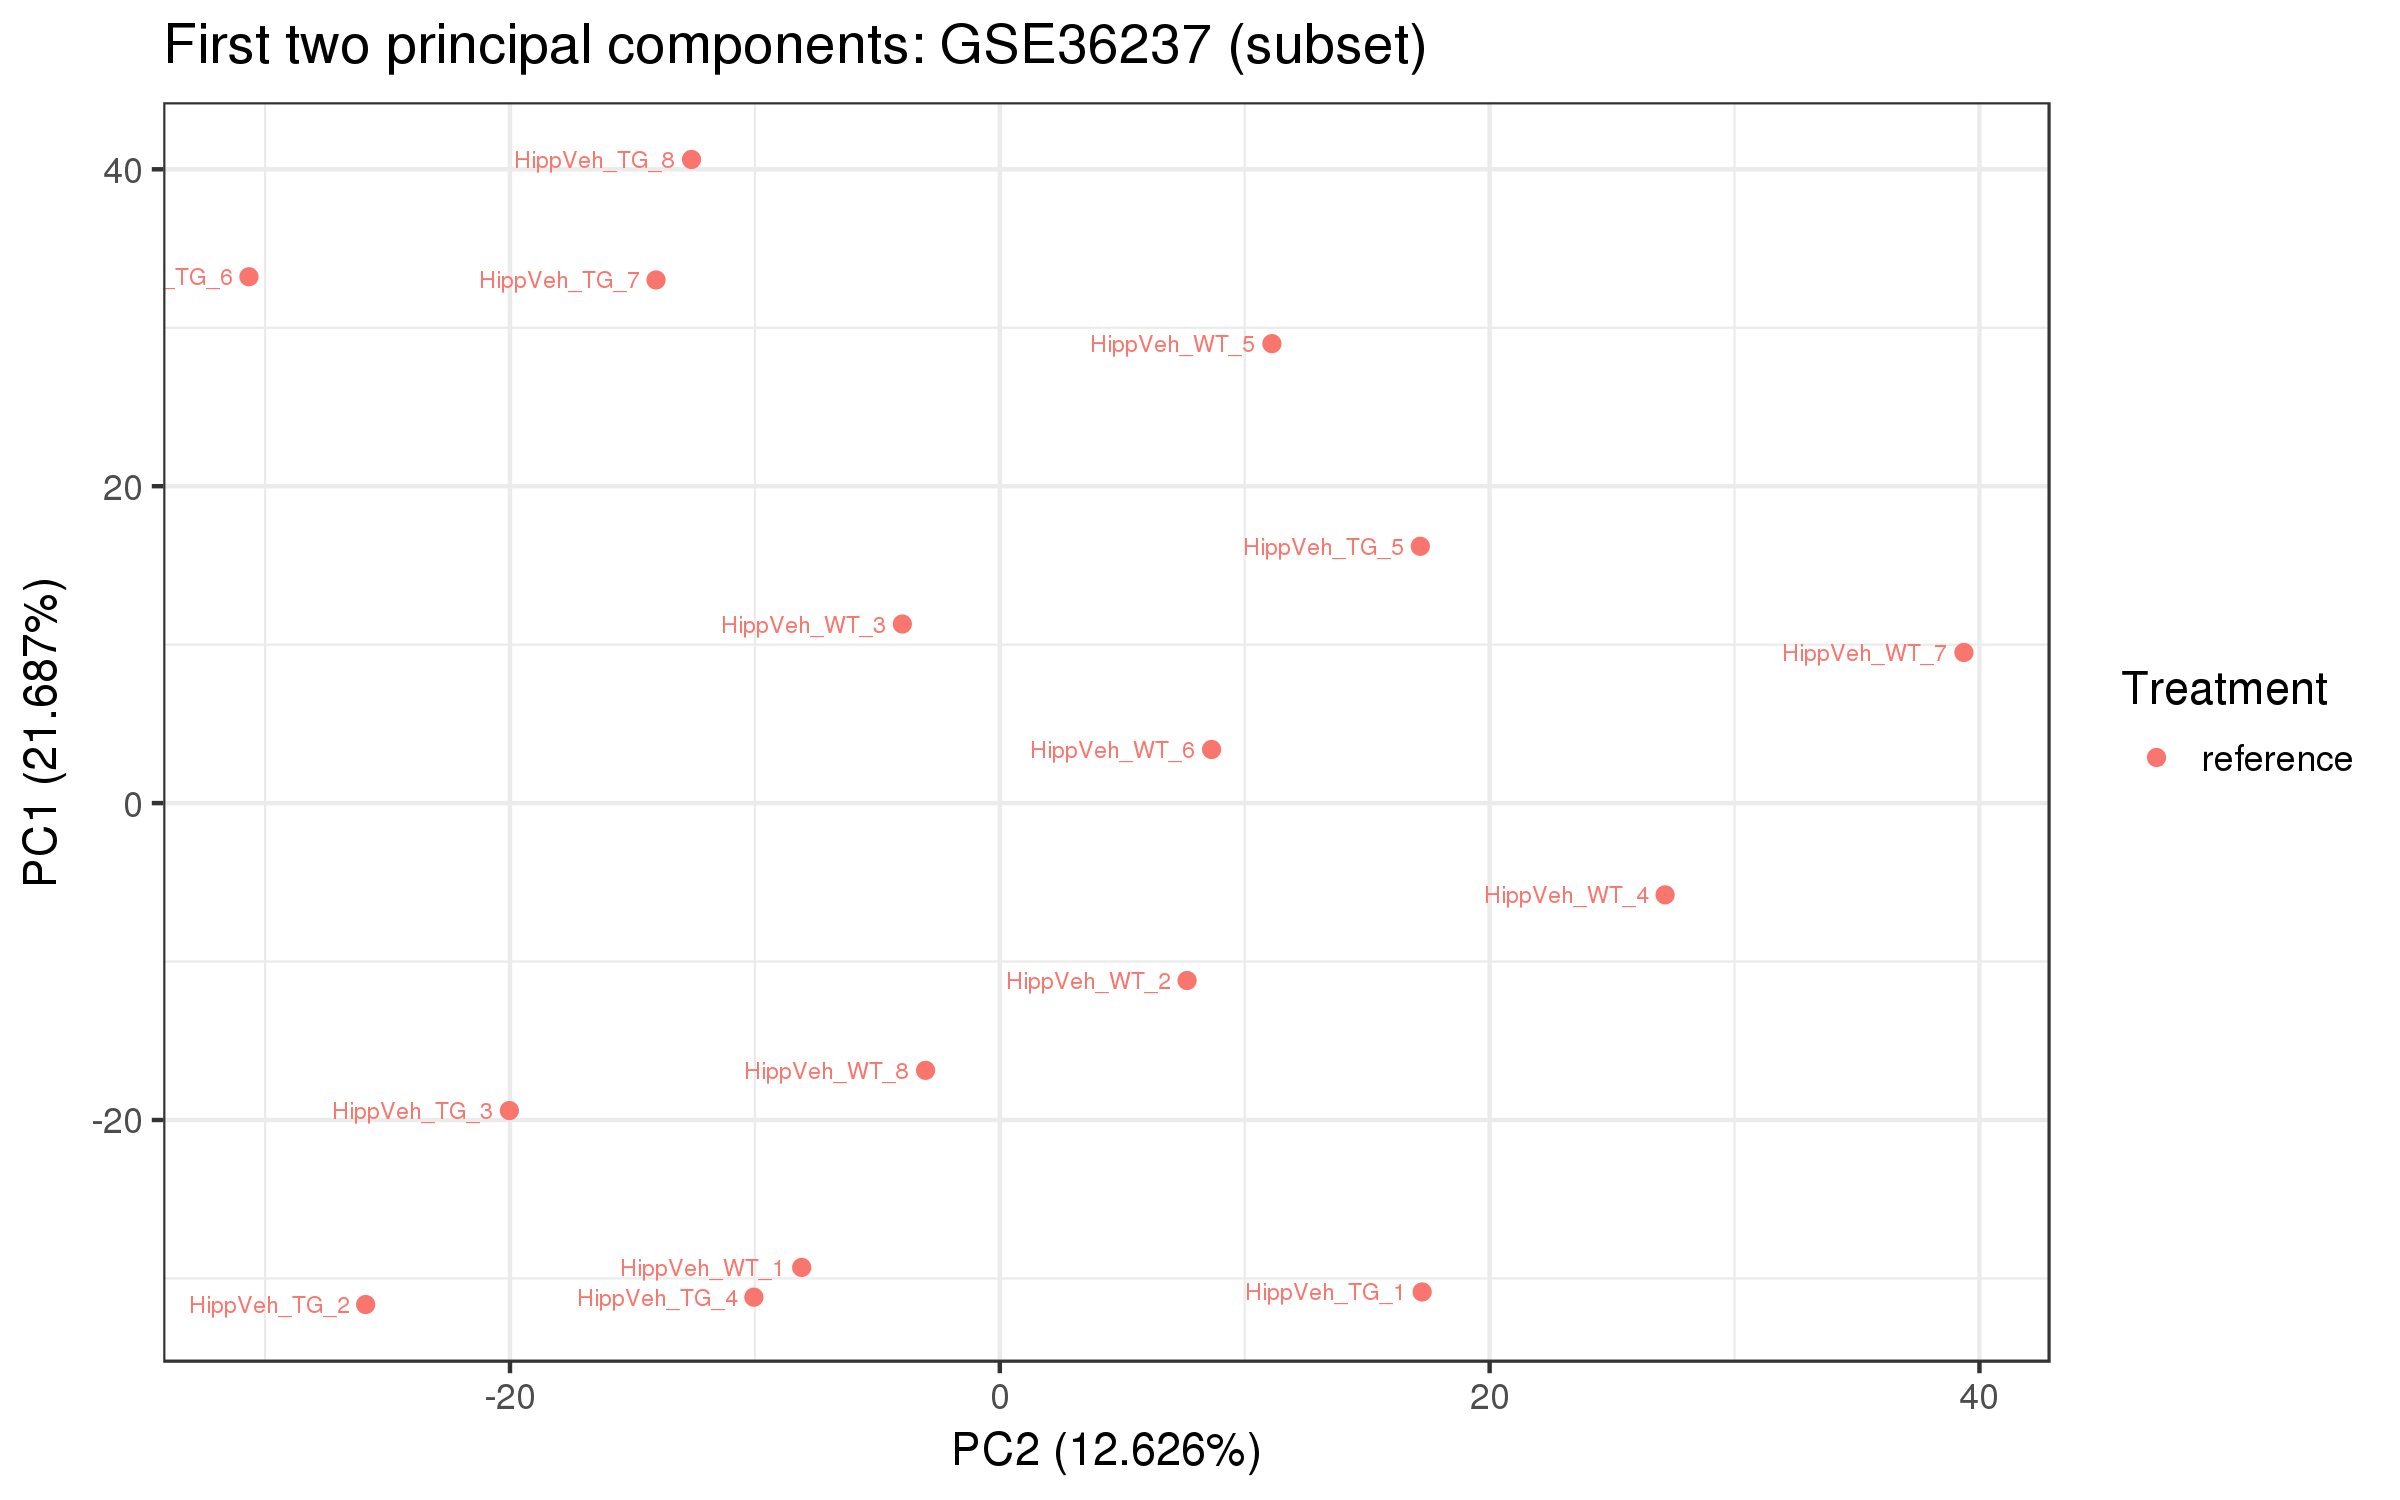 First two principal components: GSE36237 (subset)
PC1 (21.687%)
40
20
0
-20
HippVeh_TG_8
_TG_6
HippVeh_TG_7
HippVeh_WT_5
HippVeh_TG_5
HippVeh_WT_3
HippVeh_WT_7
HippVeh_WT_6
HippVeh_WT_4
HippVeh_WT_2
HippVeh_WT_8
HippVeh_TG_3
HippVeh_WT_1
HippVeh_TG_4
HippVeh_TG_1
HippVeh_TG_2
-20 0 20 40
PC2 (12.626%)
Treatment
reference